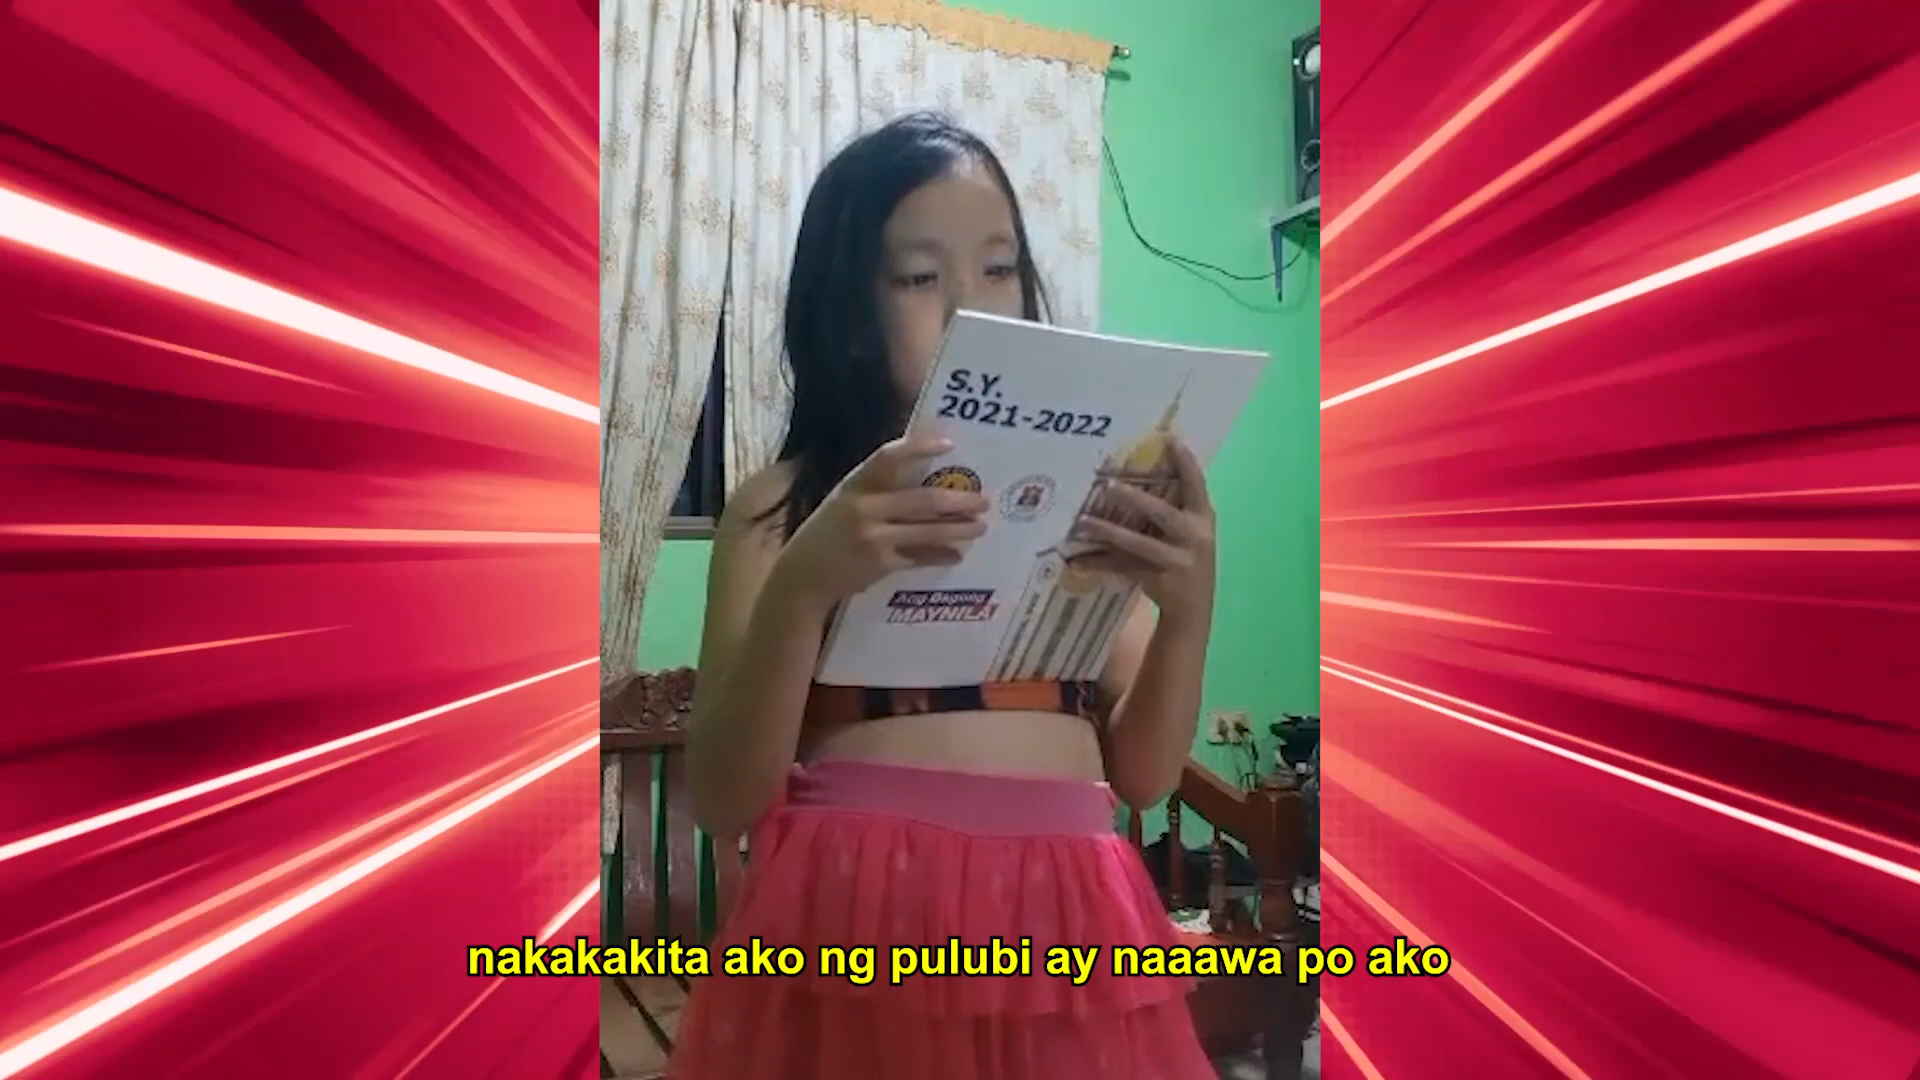 S.Y.
2021-2022
Ang Bagong
MAYNILA
nakakakita ako ng pulubi ay naaawa po ako